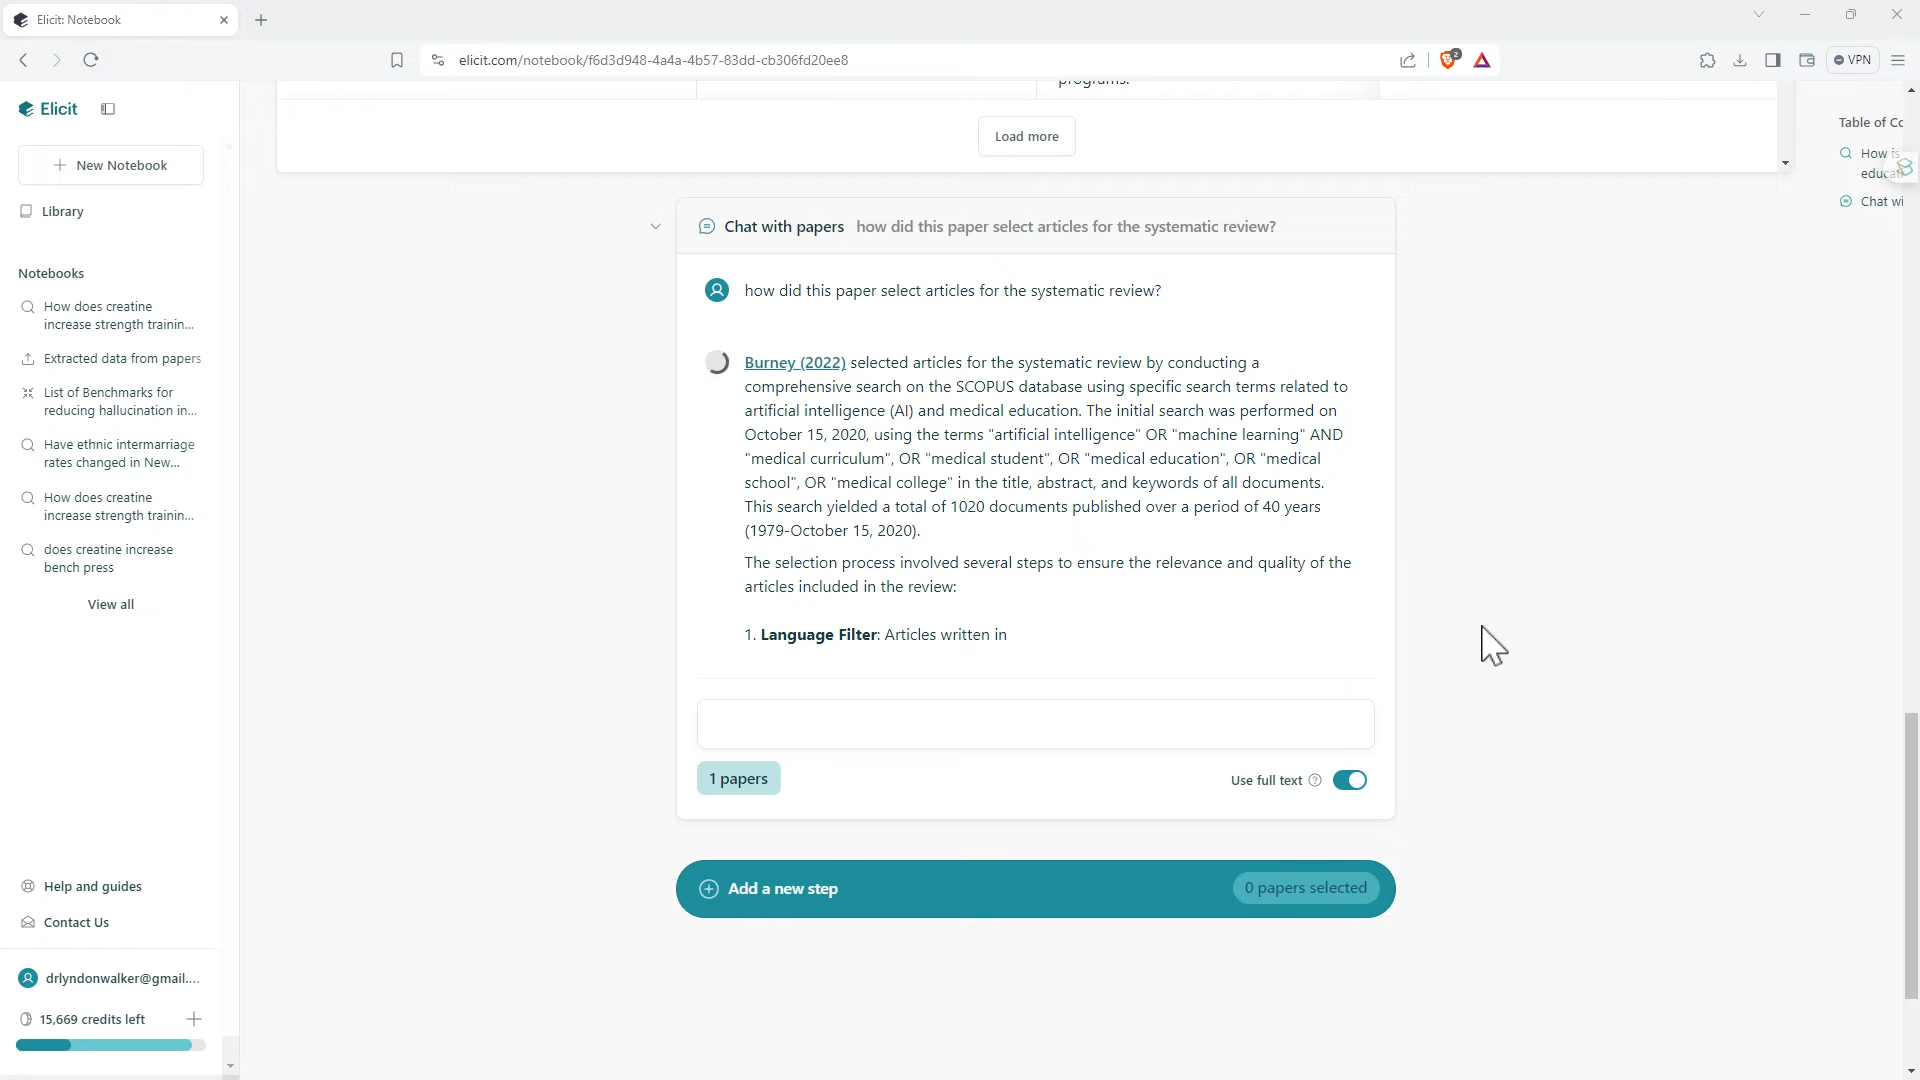 Elicit: Notebook
elicit.com/notebook/f6d3d948-4a4a-4b57-83dd-cb306fd20ee8
2
VPN
Elicit
New Notebook
Library
Notebooks
How does creatine
increase strength trainin...
Extracted data from papers
List of Benchmarks for
reducing hallucination in...
Have ethnic intermarriage
rates changed in New...
How does creatine
increase strength trainin...
does creatine increase
bench press
View all
Help and guides
Contact Us
drlyndonwalker@gmail....
15,669 credits left
programs.
Load more
Chat with papers how did this paper select articles for the systematic review?
how did this paper select articles for the systematic review?
Burney (2022) selected articles for the systematic review by conducting a
comprehensive search on the SCOPUS database using specific search terms related to
artificial intelligence (AI) and medical education. The initial search was performed on
October 15, 2020, using the terms "artificial intelligence" OR "machine learning" AND
"medical curriculum", OR "medical student", OR "medical education", OR "medical
school", OR "medical college" in the title, abstract, and keywords of all documents.
This search yielded a total of 1020 documents published over a period of 40 years
(1979-October 15, 2020).
The selection process involved several steps to ensure the relevance and quality of the
articles included in the review:
1. Language Filter: Articles written in
1 papers
Use full text
Add a new step
0 papers selected
Table of Co
How is
educati
Chat wi